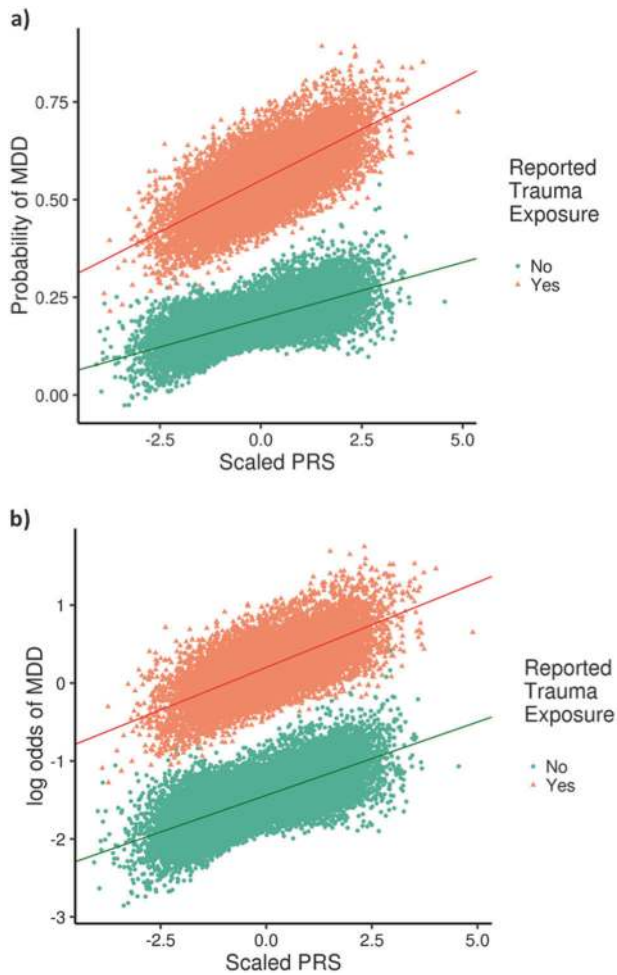 a)
Probability of MDD
0.75
0.50
0.25
0.00
-2.5
0.0
2.5
5.0
Scaled PRS
Reported
Trauma
Exposure
No
Yes
b)
log odds of MDD
1
0
-1
-2
-3
-2.5
0.0
2.5
5.0
Scaled PRS
Reported
Trauma
Exposure
No
Yes